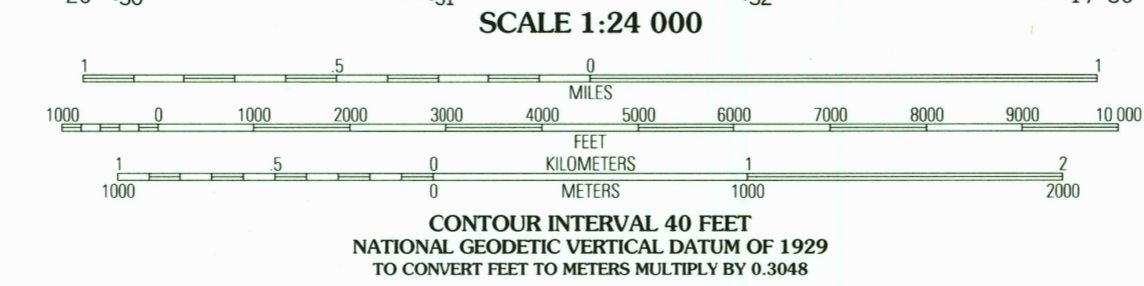 SCALE 1:24 000
1 .5 0 1
MILES
1000 0 1000 2000 3000 4000 5000 6000 7000 8000 9000 10 000
FEET
1 .5 0 KILOMETERS 1 2
1000 0 METERS 1000 2000
CONTOUR INTERVAL 40 FEET
NATIONAL GEODETIC VERTICAL DATUM OF 1929
TO CONVERT FEET TO METERS MULTIPLY BY 0.3048